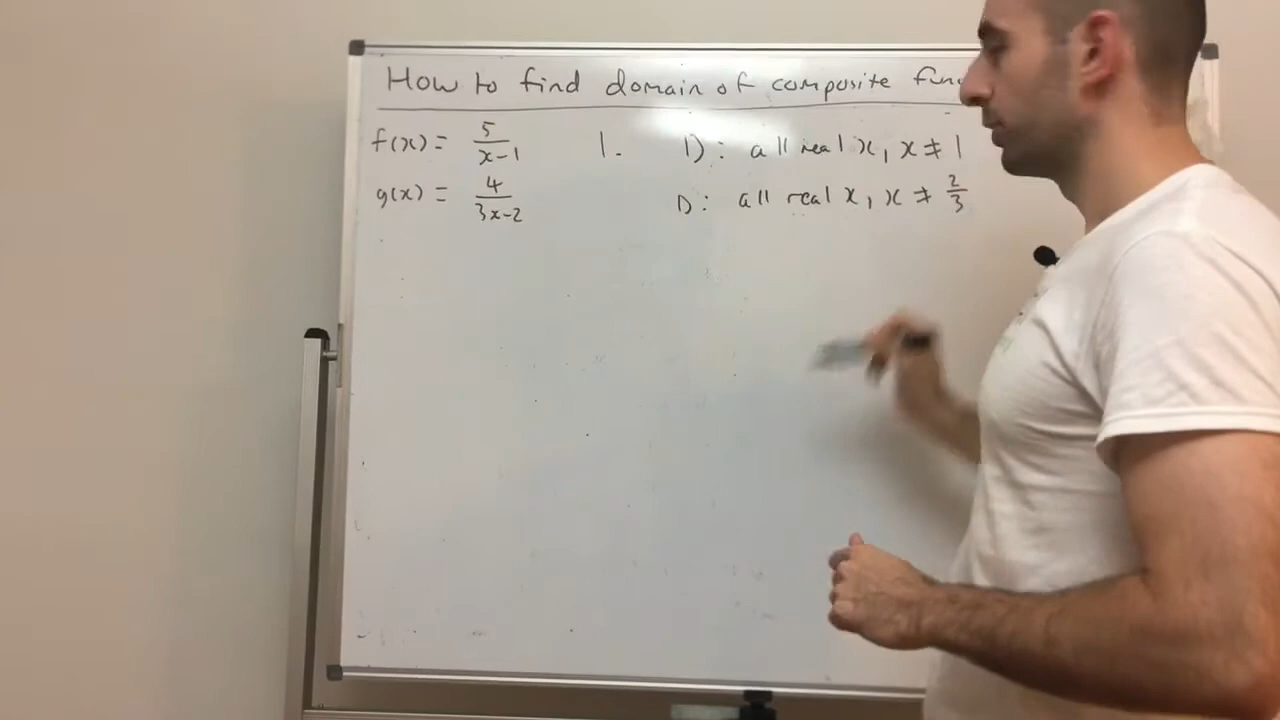 How to find domain of composite func
f(x) = 5/(x-1) 1. D: all real x, x ≠ 1
g(x) = 4/(3x-2) D: all real x, x ≠ 2/3